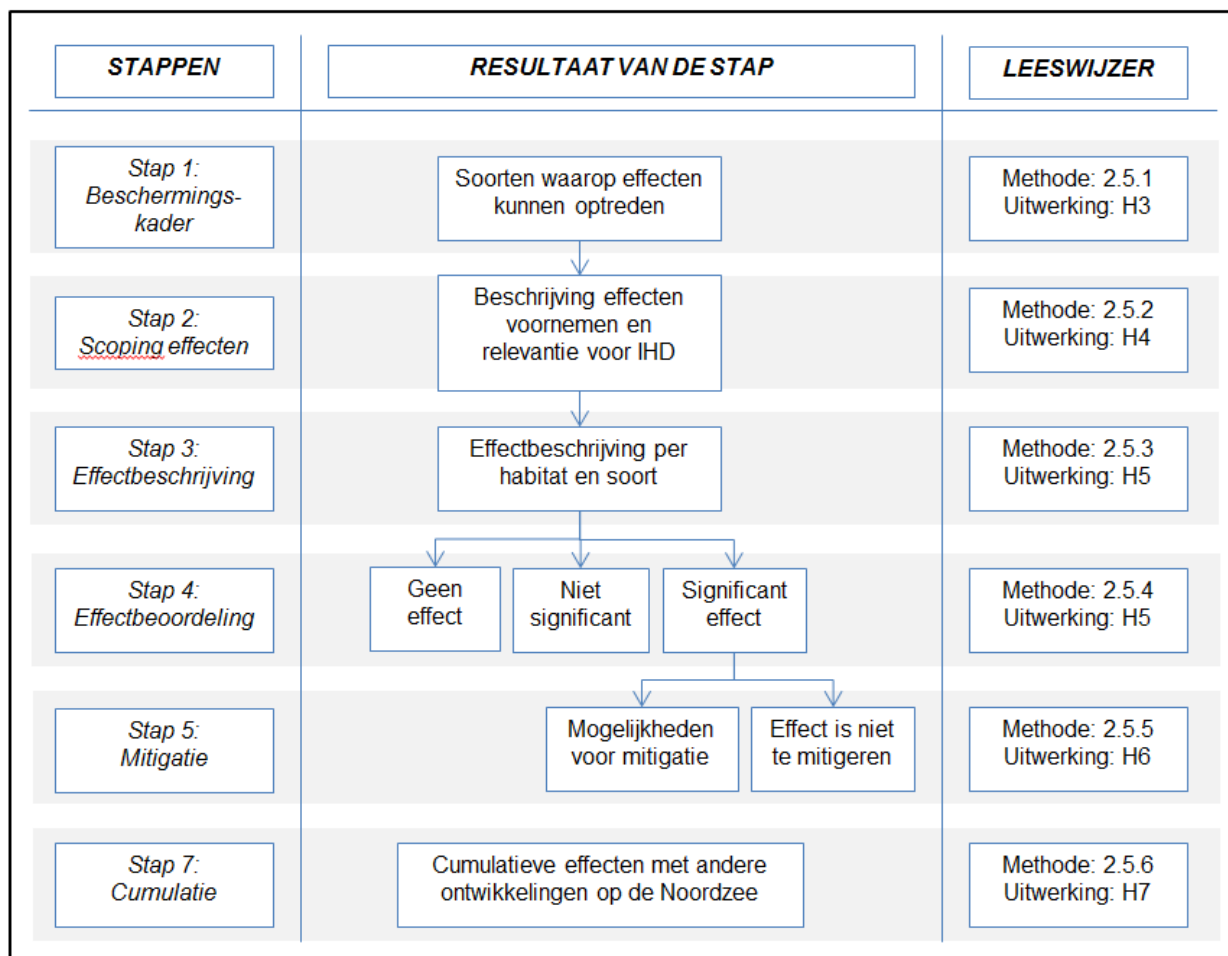 STAPPEN
RESULTAAT VAN DE STAP
LEESWIJZER
Stap 1:
Beschermings-
kader
Soorten waarop effecten
kunnen optreden
Methode: 2.5.1
Uitwerking: H3
Stap 2:
Scoping effecten
Beschrijving effecten
voornemen en
relevantie voor IHD
Methode: 2.5.2
Uitwerking: H4
Stap 3:
Effectbeschrijving
Effectbeschrijving per
habitat en soort
Methode: 2.5.3
Uitwerking: H5
Stap 4:
Effectbeoordeling
Geen
effect
Niet
significant
Significant
effect
Methode: 2.5.4
Uitwerking: H5
Stap 5:
Mitigatie
Mogelijkheden
voor mitigatie
Effect is niet
te mitigeren
Methode: 2.5.5
Uitwerking: H6
Stap 7:
Cumulatie
Cumulatieve effecten met andere
ontwikkelingen op de Noordzee
Methode: 2.5.6
Uitwerking: H7